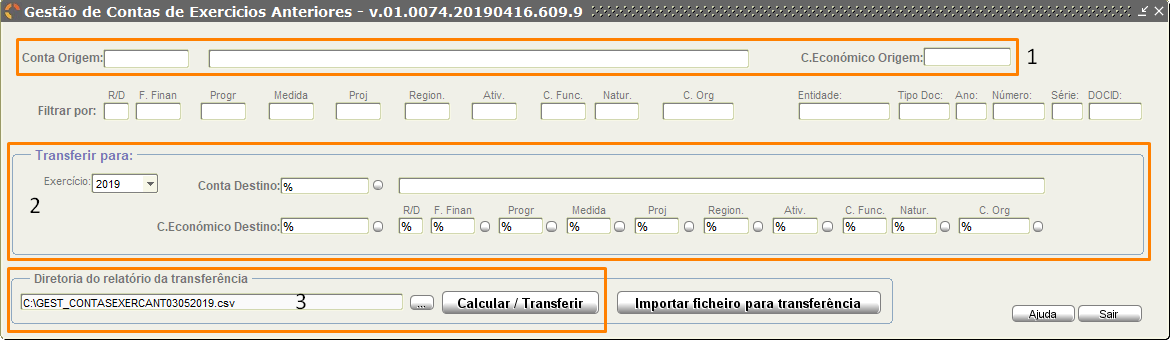 Gestão de Contas de Exercicios Anteriores - v.01.0074.20190416.609.9
Conta Origem: C.Económico Origem: 1
R/D F. Finan Progr Medida Proj Region. Ativ. C. Func. Natur. C. Org Entidade: Tipo Doc: Ano: Número: Série: DOCID:
Filtrar por:
Transferir para:
Exercício: 2019 Conta Destino: %
2
R/D F. Finan Progr Medida Proj Region. Ativ. C. Func. Natur. C. Org
C.Económico Destino: % % % % % % % % % % %
Diretoria do relatório da transferência
C:\GEST_CONTASEXERCANT03052019.csv 3 ... Calcular / Transferir Importar ficheiro para transferência
Ajuda Sair